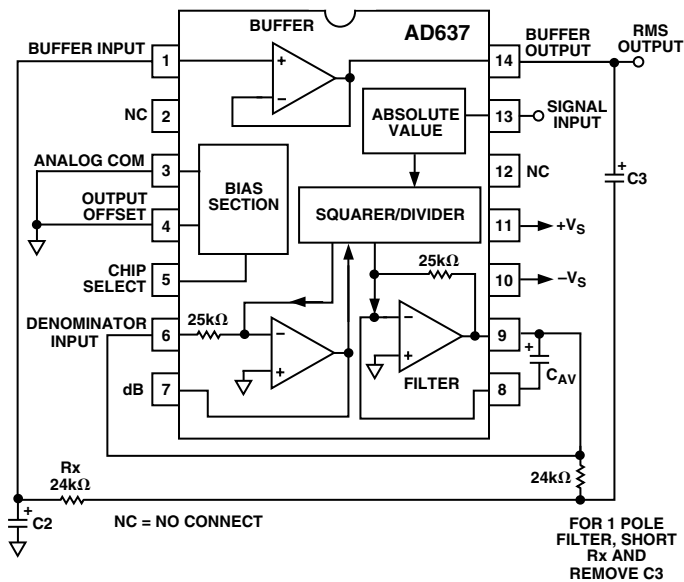 BUFFER
AD637
BUFFER INPUT
1
+
−
14
BUFFER
OUTPUT
RMS
OUTPUT
NC
2
ABSOLUTE
VALUE
13
SIGNAL
INPUT
ANALOG COM
3
BIAS
SECTION
12
NC
+
C3
OUTPUT
OFFSET
4
SQUARER/DIVIDER
11
+VS
CHIP
SELECT
5
25kΩ
10
−VS
DENOMINATOR
INPUT
6
25kΩ
−
+
−
+
FILTER
9
+
CAV
dB
7
8
Rx
24kΩ
24kΩ
+
C2
NC = NO CONNECT
FOR 1 POLE
FILTER, SHORT
Rx AND
REMOVE C3